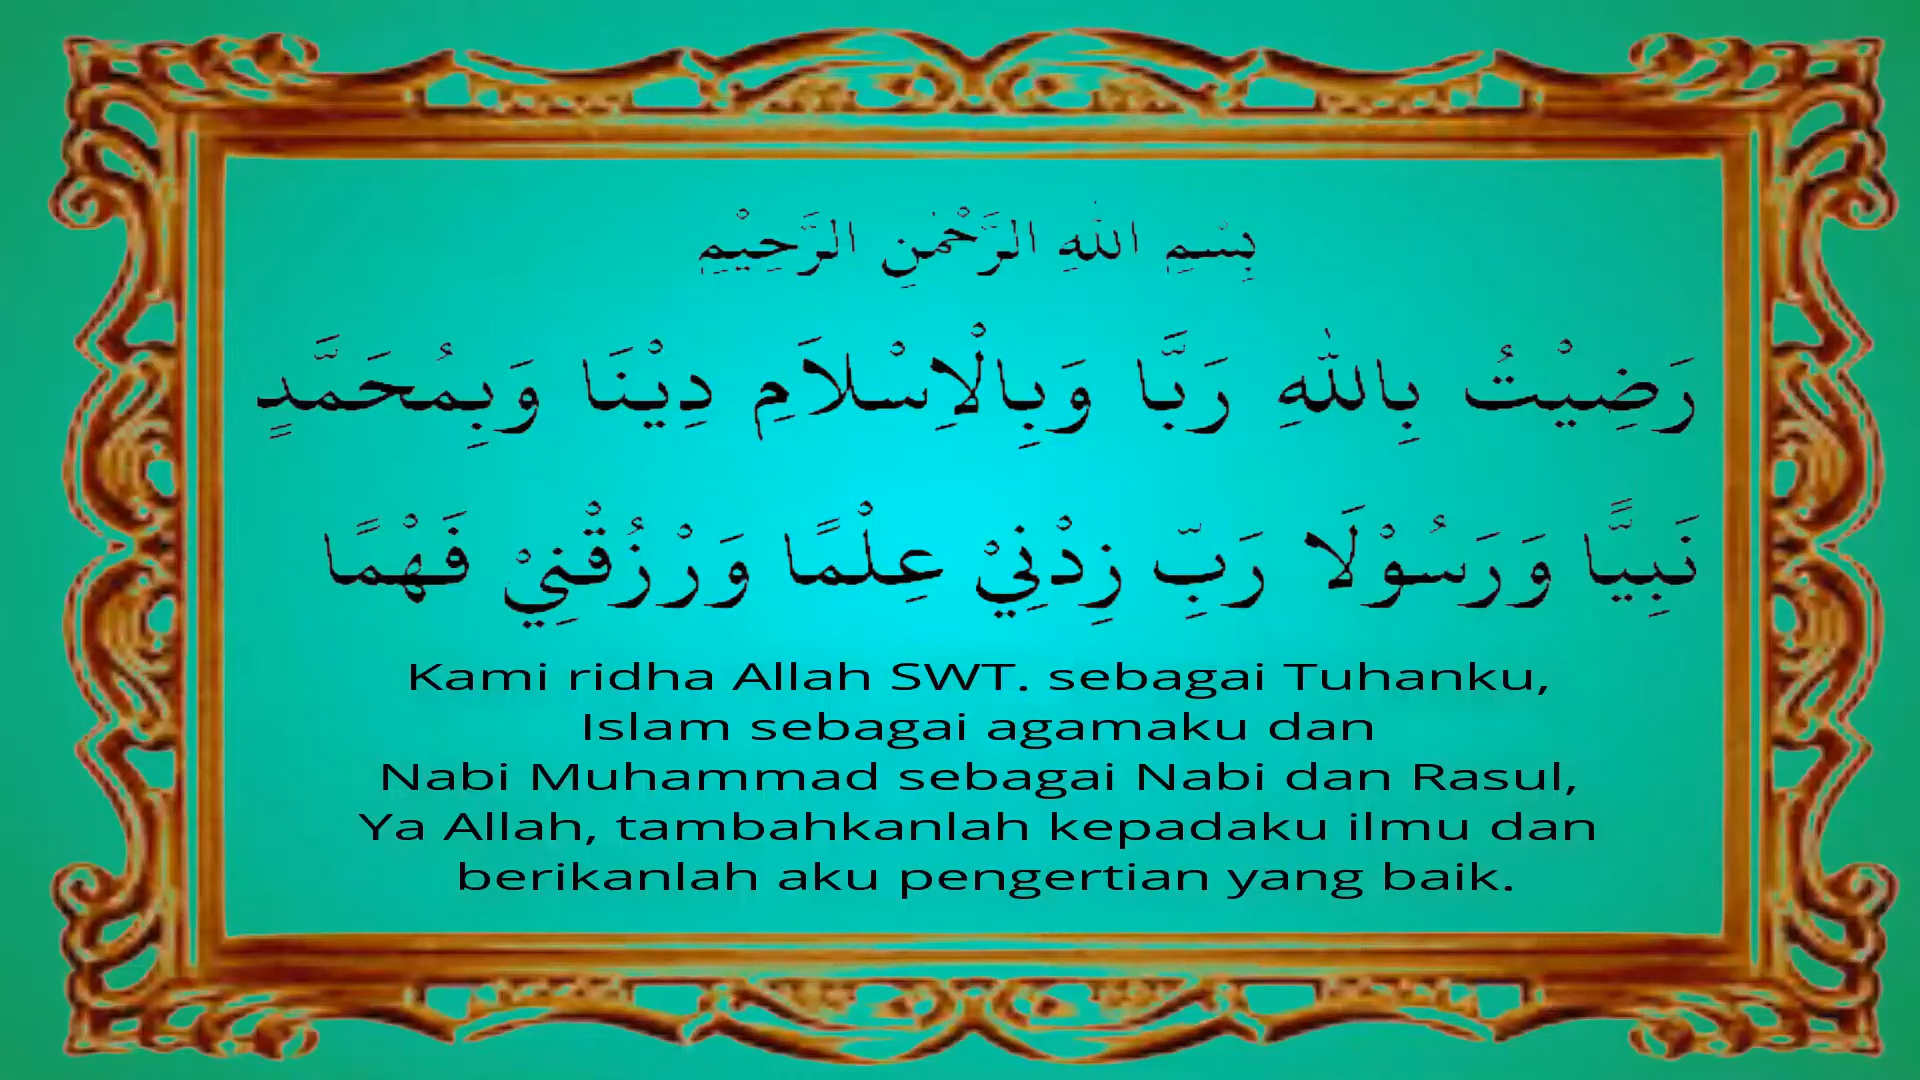 بِسْمِ اللهِ الرَّحْمٰنِ الرَّحِيْمِ
رَضِيْتُ بِاللهِ رَبَّا وَبِالْاِسْلاَمِ دِيْنَا وَبِمُحَمَّدٍ
نَبِيًّا وَرَسُوْلَا رَبِّ زِدْنِيْ عِلْمًا وَرْزُقْنِيْ فَهْمًا
Kami ridha Allah SWT. sebagai Tuhanku,
Islam sebagai agamaku dan
Nabi Muhammad sebagai Nabi dan Rasul,
Ya Allah, tambahkanlah kepadaku ilmu dan
berikanlah aku pengertian yang baik.